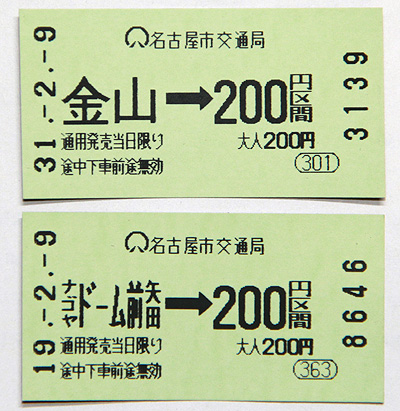 名古屋市交通局
31.-2.-9
金山→200円区間
3139
通用発売当日限り 大人200円
途中下車前途無効 301
名古屋市交通局
19.-2.-9
ナゴヤドーム前矢田→200円区間
8646
通用発売当日限り 大人200円
途中下車前途無効 363